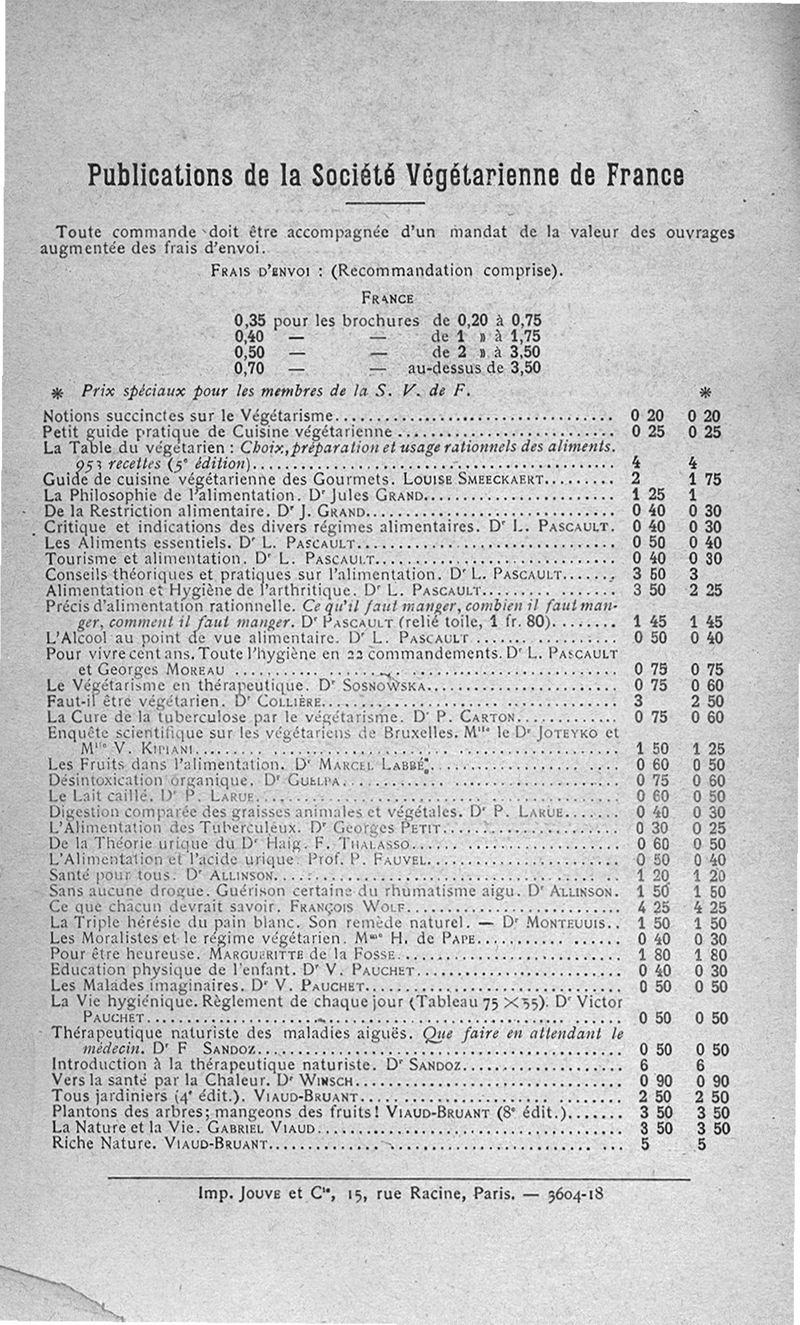 Publications de la Société Végétarienne de France
Toute commande doit être accompagnée d'un mandat de la valeur des ouvrages
augmentée des frais d'envoi.
FRAIS D'ENVOI : (Recommandation comprise).
FRANCE
0,35 pour les brochures de 0,20 à 0,75
0,40 — — de 1 » à 1,75
0,50 — — de 2 » à 3,50
0,70 — — au-dessus de 3,50
* Prix spéciaux pour les membres de la S. V. de F. *
Notions succinctes sur le Végétarisme.................. 0 20 0 20
Petit guide pratique de Cuisine végétarienne .................. 0 25 0 25
La Table du végétarien : Choix, préparation et usage rationnels des aliments.
953 recettes (5e édition).................. 4 4
Guide de cuisine végétarienne des Gourmets. LOUISE SMEECKAERT......... 2 1 75
La Philosophie de l'alimentation. Dr Jules GRAND.................. 1 25 1
De la Restriction alimentaire. Dr J. GRAND.................. 0 40 0 30
Critique et indications des divers régimes alimentaires. Dr L. PASCAULT. 0 40 0 30
Les Aliments essentiels. Dr L. PASCAULT.................. 0 50 0 40
Tourisme et alimentation. Dr L. PASCAULT.................. 0 40 0 30
Conseils théoriques et pratiques sur l'alimentation. Dr L. PASCAULT....... 3 50 3
Alimentation et Hygiène de l'arthritique. Dr L. PASCAULT.................. 3 50 2 25
Précis d'alimentation rationnelle. Ce qu'il faut manger, combien il faut man-
ger, comment il faut manger. Dr PASCAULT (relié toile, 1 fr. 80)........ 1 45 1 45
L'Alcool au point de vue alimentaire. Dr L. PASCAULT .................. 0 50 0 40
Pour vivre cent ans. Toute l'hygiène en 22 commandements. Dr L. PASCAULT
et Georges MOREAU .................. 0 75 0 75
Le Végétarisme en thérapeutique. Dr SOSNOWSKA.................. 0 75 0 60
Faut-il être végétarien. Dr COLLIÈRE.................. 3 2 50
La Cure de la tuberculose par le végétarisme. Dr P. CARTON............. 0 75 0 60
Enquête scientifique sur les végétariens de Bruxelles. Mlle le Dr JOTEYKO et
Mlle V. KIPIANI.................. 1 50 1 25
Les Fruits dans l'alimentation. Dr MARCEL LABBÉ.................. 0 60 0 50
Désintoxication organique. Dr GUELPA.................. 0 75 0 60
Le Lait caillé. Dr P. LARUE.................. 0 60 0 50
Digestion comparée des graisses animales et végétales. Dr P. LARUE....... 0 40 0 30
L'Alimentation des Tuberculeux. Dr Georges PETIT.................. 0 30 0 25
De la Théorie urique du Dr Haig. F. THALASSO.................. 0 60 0 50
L'Alimentation et l'acide urique. Prof. P. FAUVEL.................. 0 50 0 40
Santé pour tous. Dr ALLINSON.................. 1 20 1 20
Sans aucune drogue. Guérison certaine du rhumatisme aigu. Dr ALLINSON. 1 50 1 50
Ce que chacun devrait savoir. FRANÇOIS WOLF.................. 4 25 4 25
La Triple hérésie du pain blanc. Son remède naturel. — Dr MONTEUUIS.. 1 50 1 50
Les Moralistes et le régime végétarien. Mme H. de PAPE.................. 0 40 0 30
Pour être heureuse. MARGUERITTE de la FOSSE.................. 1 80 1 80
Education physique de l'enfant. Dr V. PAUCHET.................. 0 40 0 30
Les Malades imaginaires. Dr V. PAUCHET.................. 0 50 0 50
La Vie hygiénique. Règlement de chaque jour (Tableau 75 × 55). Dr Victor
PAUCHET.................. 0 50 0 50
Thérapeutique naturiste des maladies aiguës. Que faire en attendant le
médecin. Dr F SANDOZ.................. 0 50 0 50
Introduction à la thérapeutique naturiste. Dr SANDOZ.................. 6 6
Vers la santé par la Chaleur. Dr WINSCH.................. 0 90 0 90
Tous jardiniers (4e édit.). VIAUD-BRUANT.................. 2 50 2 50
Plantons des arbres; mangeons des fruits! VIAUD-BRUANT (8e édit.)....... 3 50 3 50
La Nature et la Vie. GABRIEL VIAUD.................. 3 50 3 50
Riche Nature. VIAUD-BRUANT.................. 5 5
Imp. JOUVE et Cie, 15, rue Racine, Paris. — 3604-18